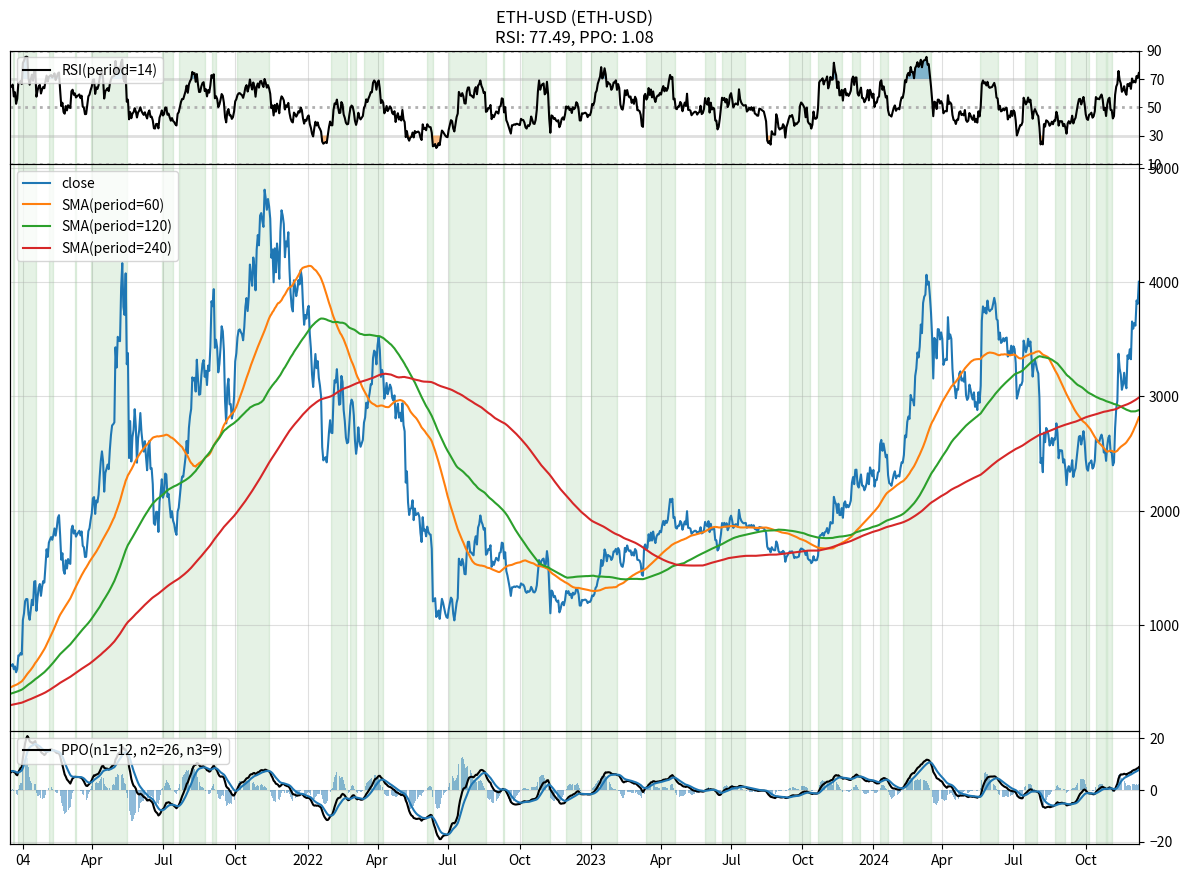 ETH-USD (ETH-USD)
RSI: 77.49, PPO: 1.08
RSI(period=14)
90
70
50
30
10
close
SMA(period=60)
SMA(period=120)
SMA(period=240)
5000
4000
3000
2000
1000
PPO(n1=12, n2=26, n3=9)
20
0
−20
04 Apr Jul Oct 2022 Apr Jul Oct 2023 Apr Jul Oct 2024 Apr Jul Oct